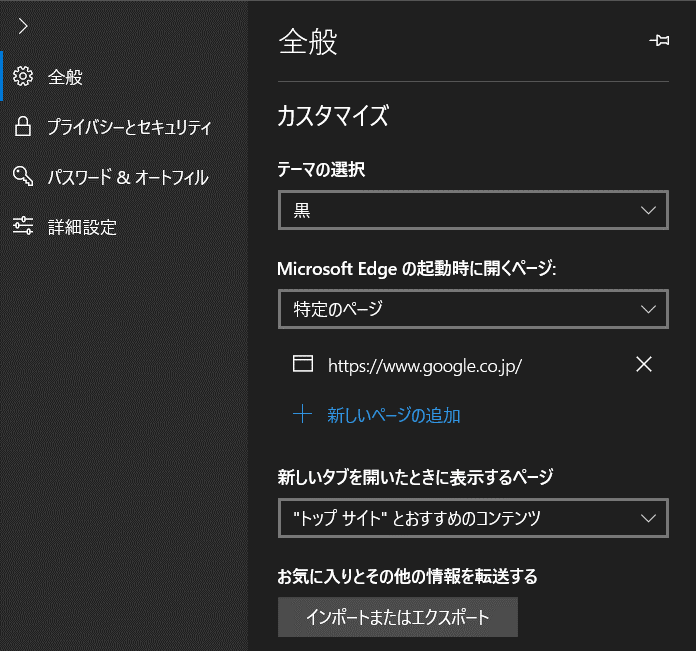 全般
プライバシーとセキュリティ
パスワード & オートフィル
詳細設定
全般
カスタマイズ
テーマの選択
黒
Microsoft Edge の起動時に開くページ:
特定のページ
https://www.google.co.jp/
新しいページの追加
新しいタブを開いたときに表示するページ
"トップ サイト" とおすすめのコンテンツ
お気に入りとその他の情報を転送する
インポートまたはエクスポート